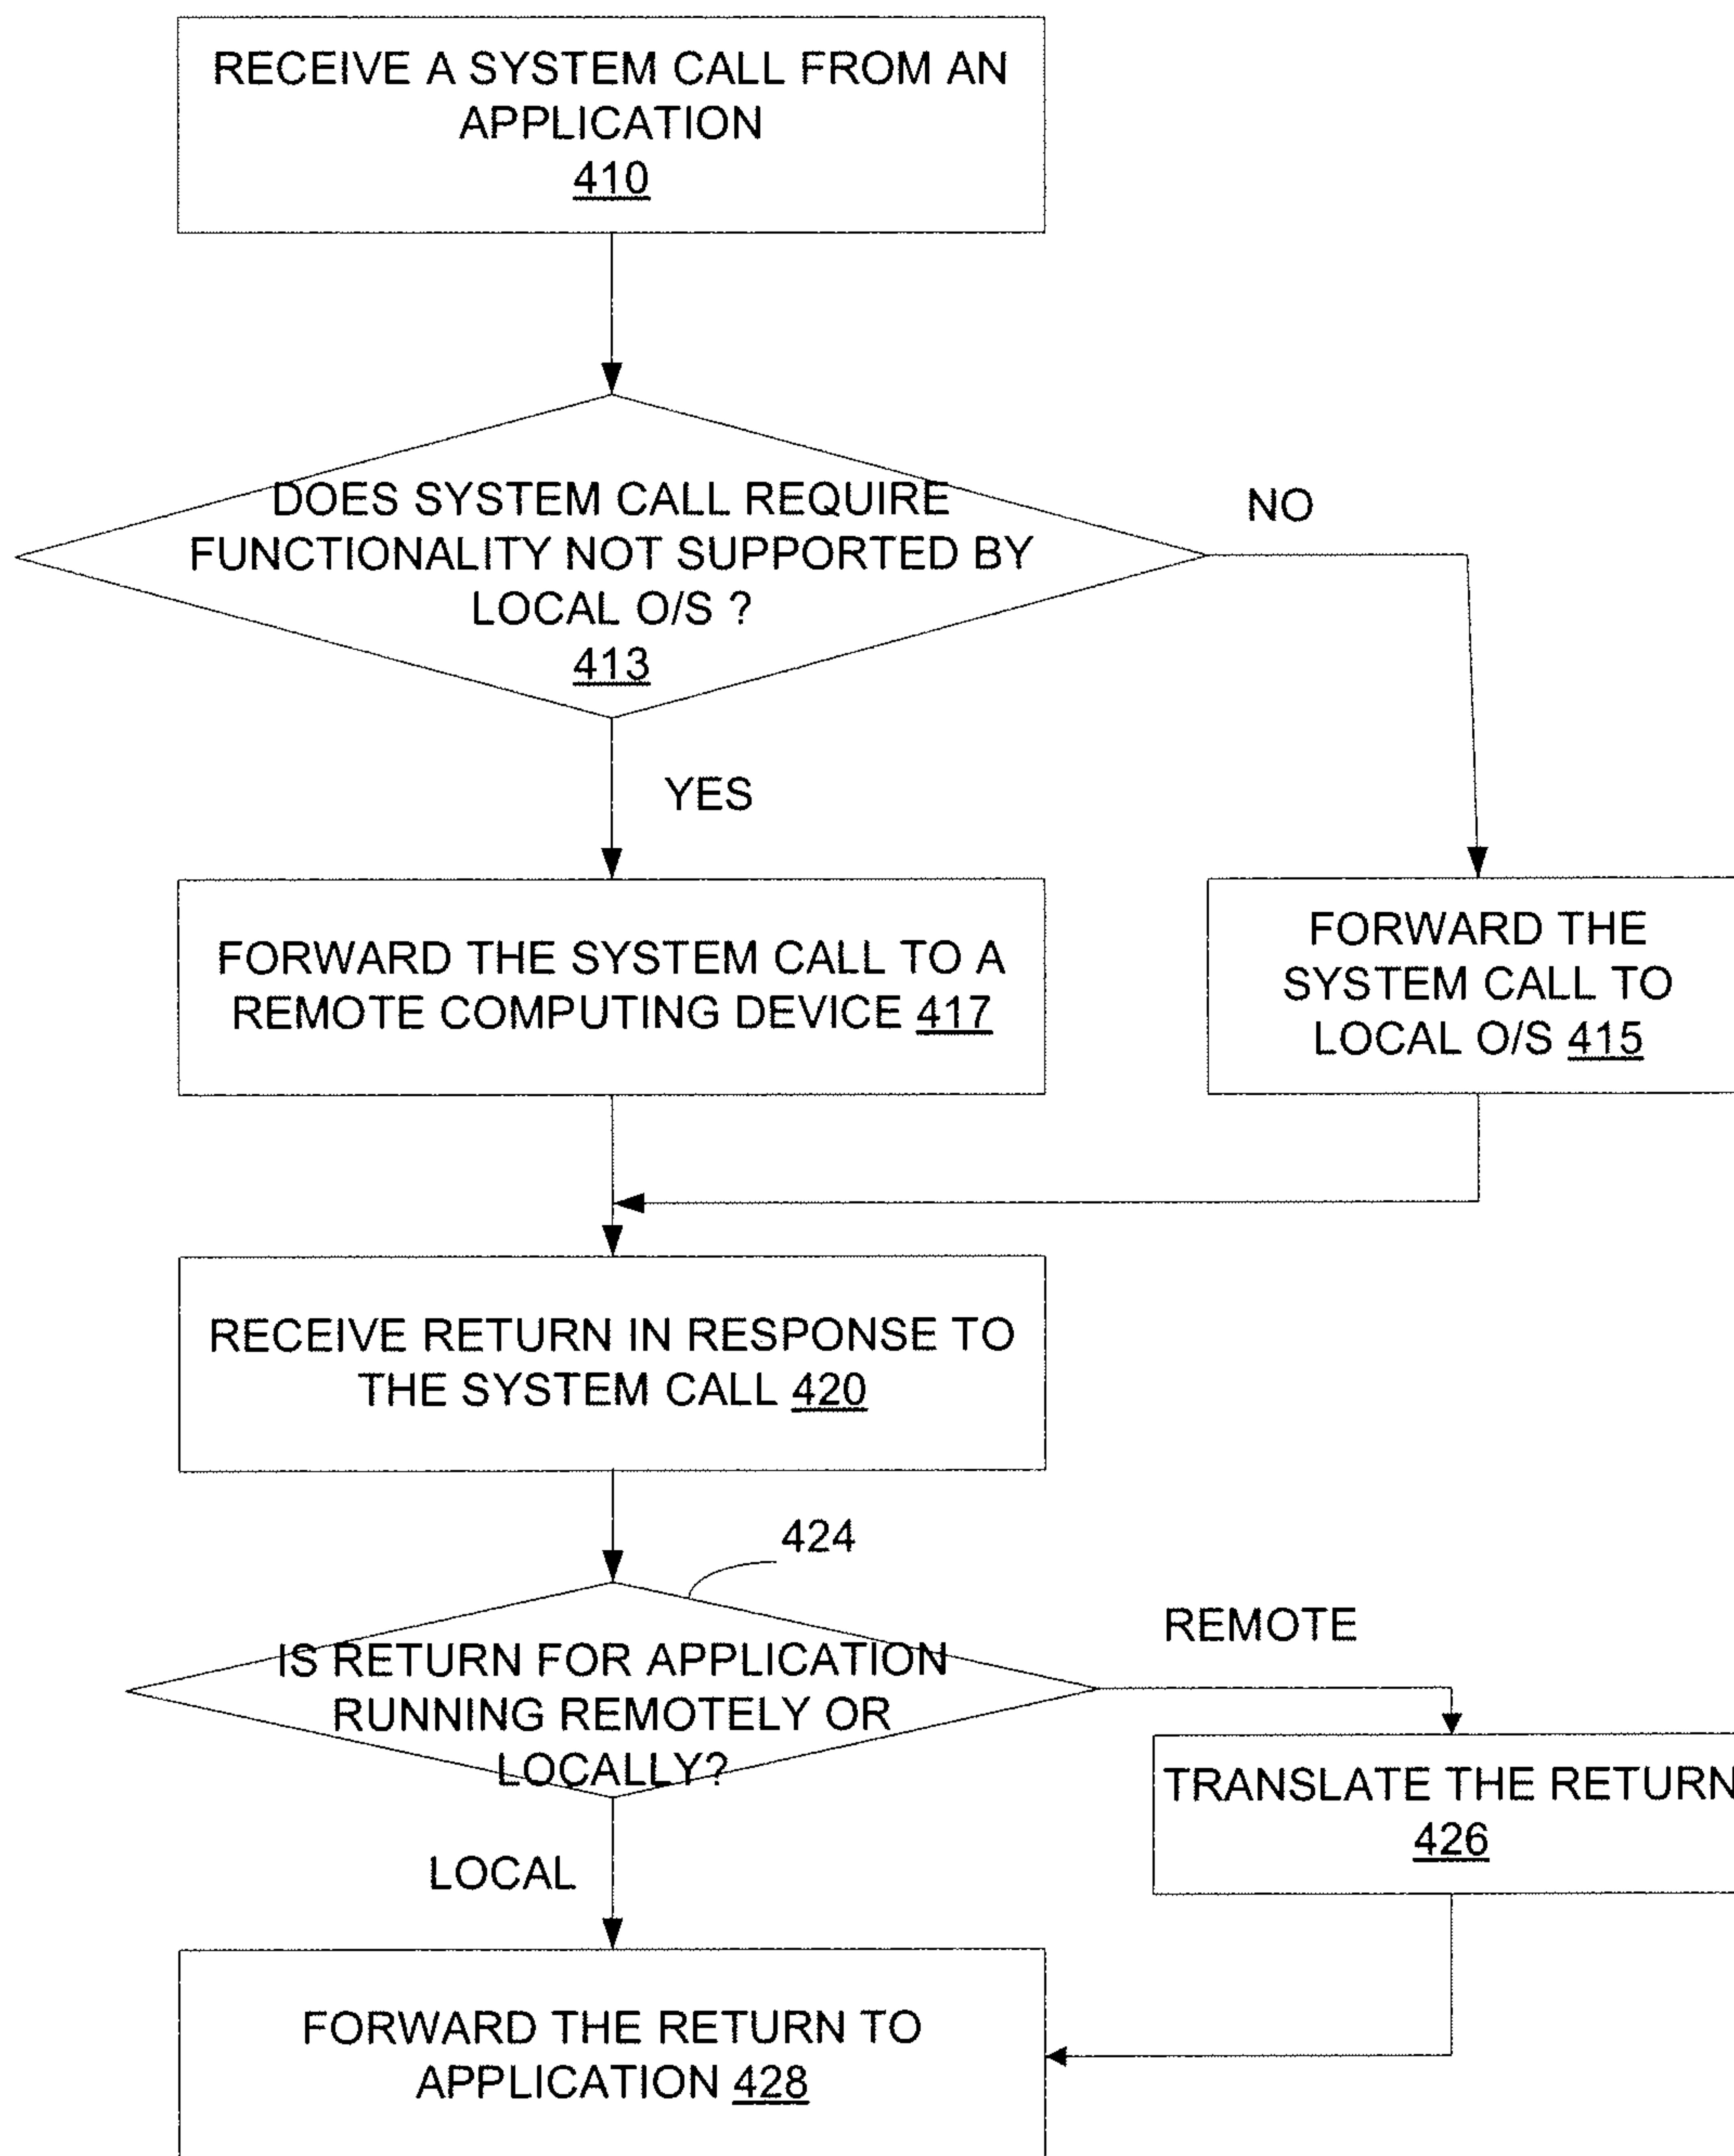 RECEIVE A SYSTEM CALL FROM AN
APPLICATION
410
DOES SYSTEM CALL REQUIRE
FUNCTIONALITY NOT SUPPORTED BY
LOCAL O/S ?
413
NO
YES
FORWARD THE SYSTEM CALL TO A
REMOTE COMPUTING DEVICE 417
FORWARD THE
SYSTEM CALL TO
LOCAL O/S 415
RECEIVE RETURN IN RESPONSE TO
THE SYSTEM CALL 420
424
IS RETURN FOR APPLICATION
RUNNING REMOTELY OR
LOCALLY?
REMOTE
TRANSLATE THE RETURN
426
LOCAL
FORWARD THE RETURN TO
APPLICATION 428